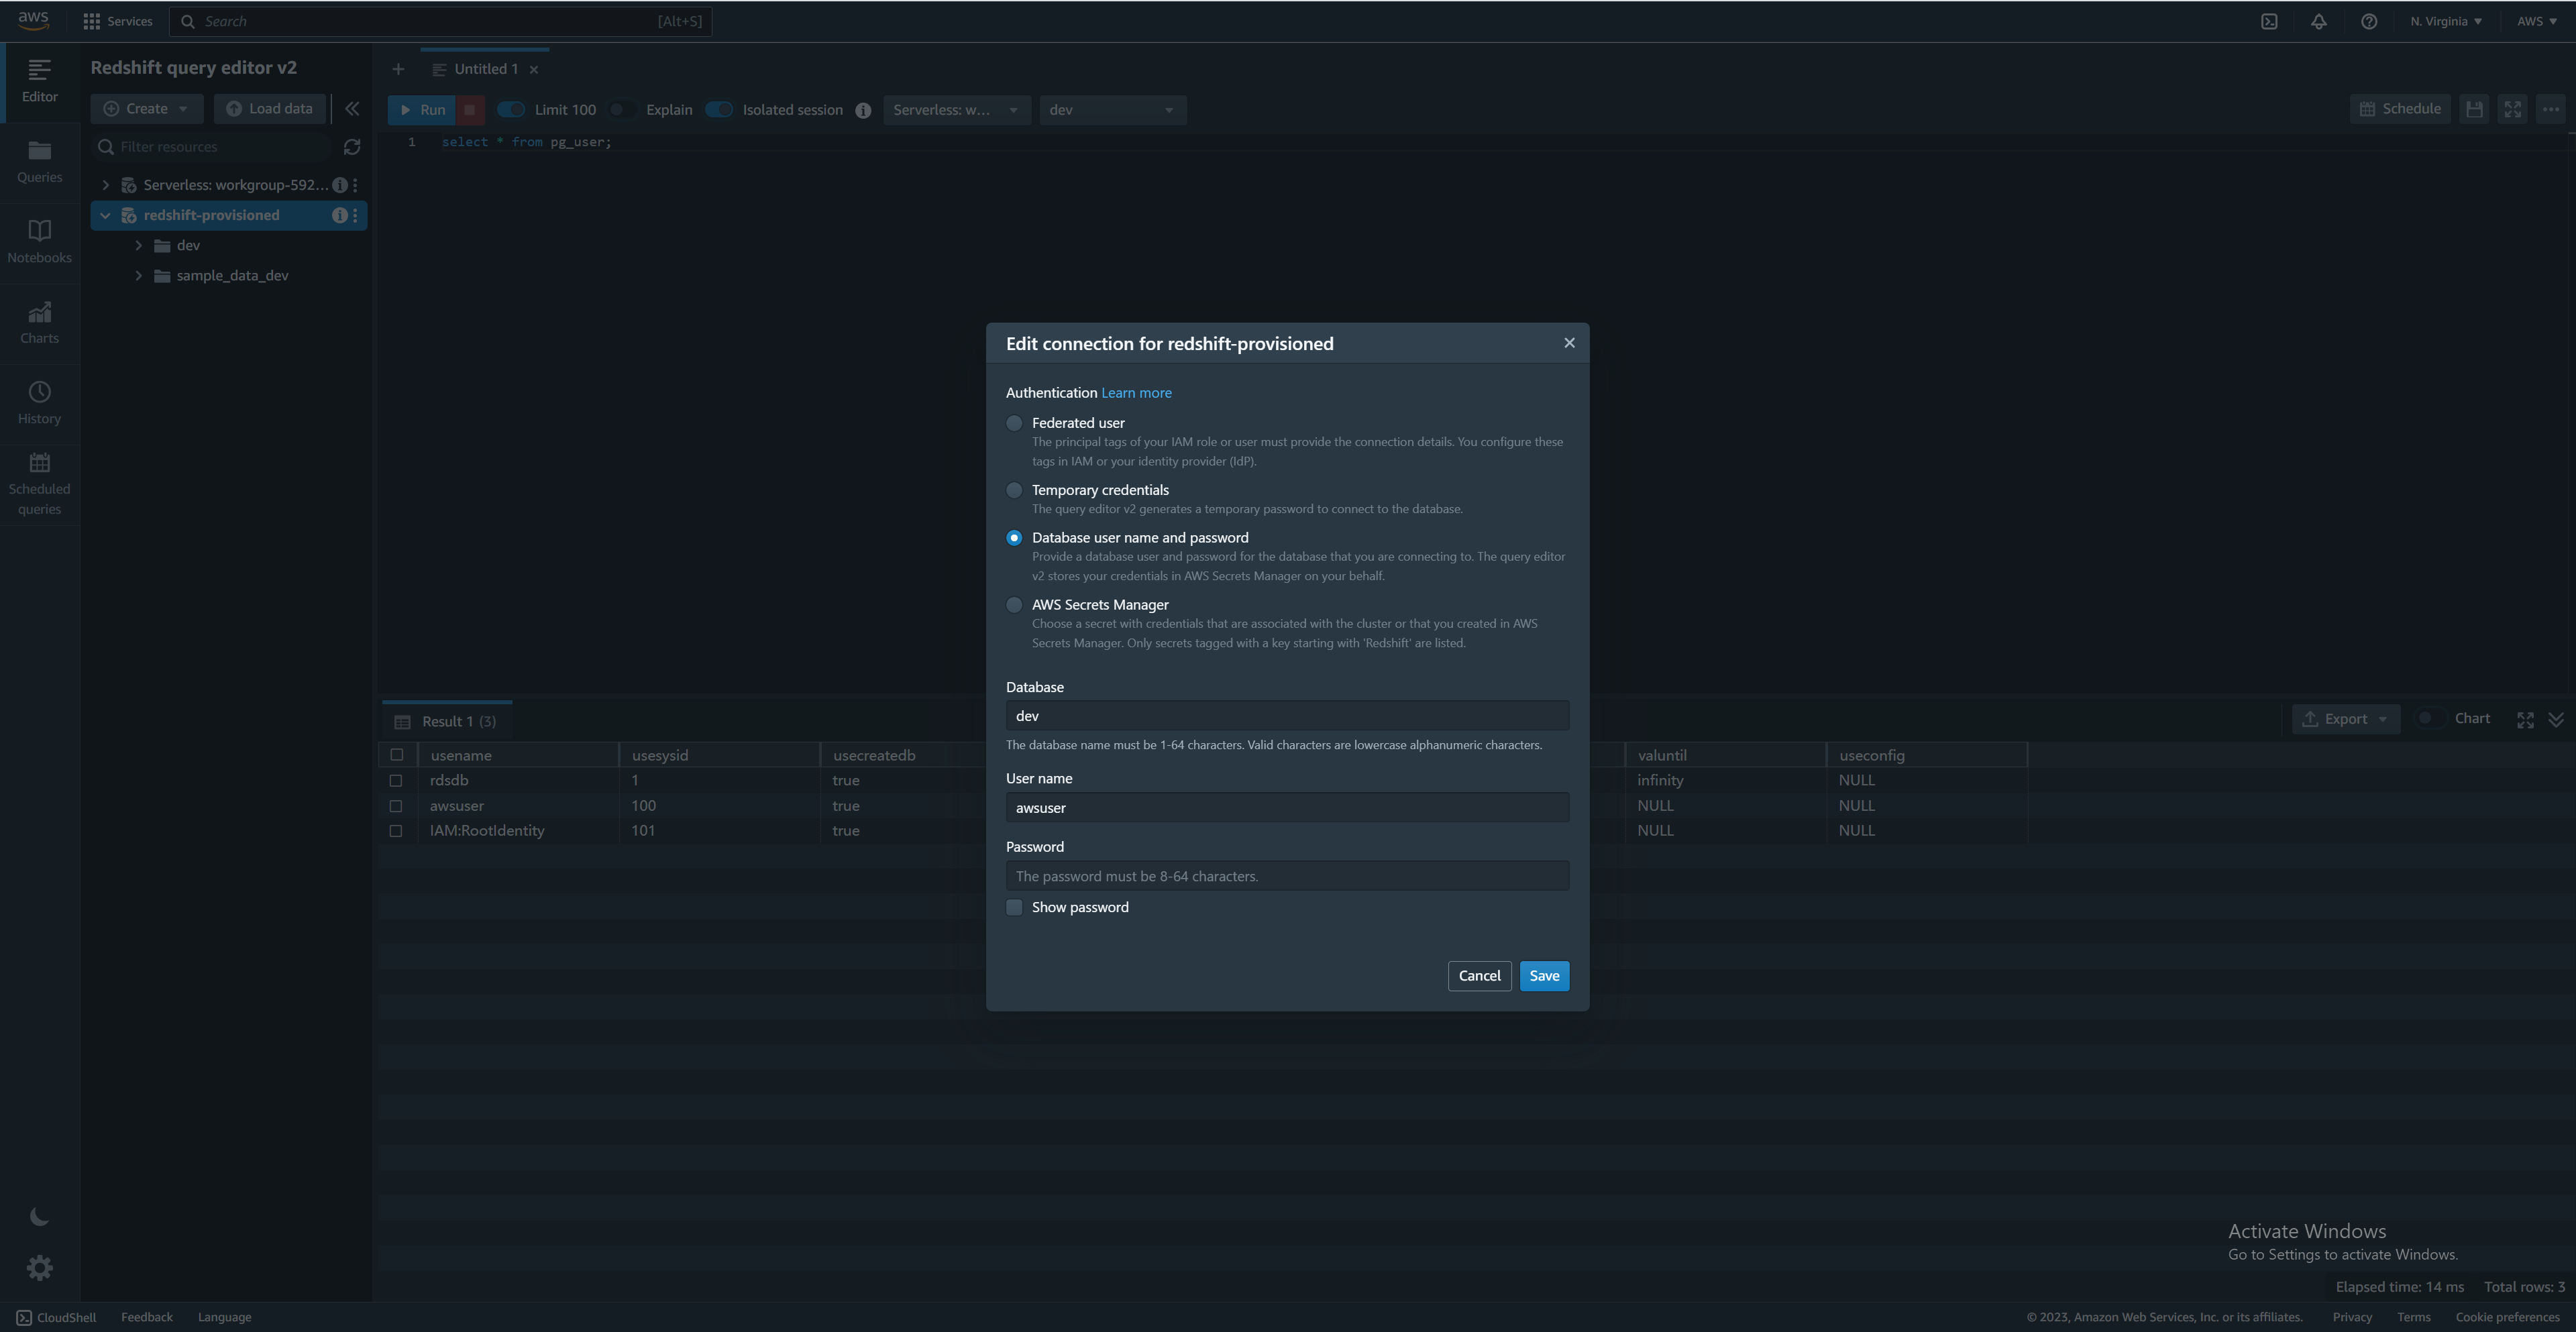 aws Services Search [Alt+S] N. Virginia AWS
Redshift query editor v2
Untitled 1
Editor
Create Load data
Run Limit 100 Explain Isolated session Serverless: w... dev Schedule
Filter resources
1 select * from pg_user;
Queries
Serverless: workgroup-592...
redshift-provisioned
dev
Notebooks
sample_data_dev
Charts
History
Scheduled
queries
Edit connection for redshift-provisioned
Authentication Learn more
Federated user
The principal tags of your IAM role or user must provide the connection details. You configure these
tags in IAM or your identity provider (IdP).
Temporary credentials
The query editor v2 generates a temporary password to connect to the database.
Database user name and password
Provide a database user and password for the database that you are connecting to. The query editor
v2 stores your credentials in AWS Secrets Manager on your behalf.
AWS Secrets Manager
Choose a secret with credentials that are associated with the cluster or that you created in AWS
Secrets Manager. Only secrets tagged with a key starting with 'Redshift' are listed.
Database
dev
The database name must be 1-64 characters. Valid characters are lowercase alphanumeric characters.
User name
awsuser
Password
The password must be 8-64 characters.
Show password
Cancel Save
Result 1 (3) Export Chart
usename usesysid usecreatedb valuntil useconfig
rdsdb 1 true infinity NULL
awsuser 100 true NULL NULL
IAM:RootIdentity 101 true NULL NULL
Activate Windows
Go to Settings to activate Windows.
Elapsed time: 14 ms Total rows: 3
CloudShell Feedback Language © 2023, Amazon Web Services, Inc. or its affiliates. Privacy Terms Cookie preferences